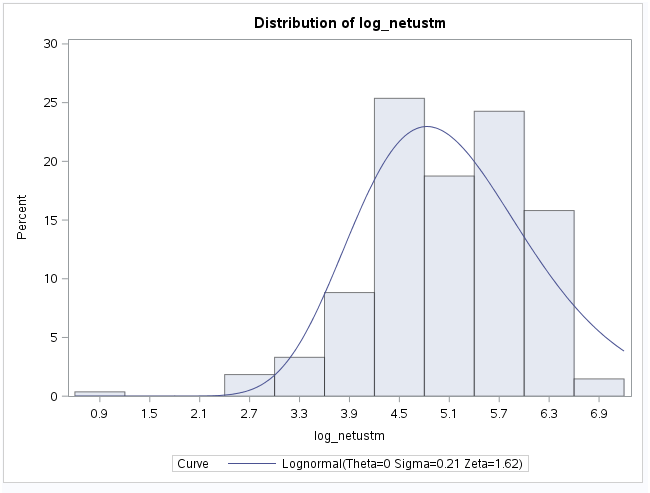 Distribution of log_netustm
30
25
20
15
10
5
0
Percent
0.9 1.5 2.1 2.7 3.3 3.9 4.5 5.1 5.7 6.3 6.9
log_netustm
Curve Lognormal(Theta=0 Sigma=0.21 Zeta=1.62)